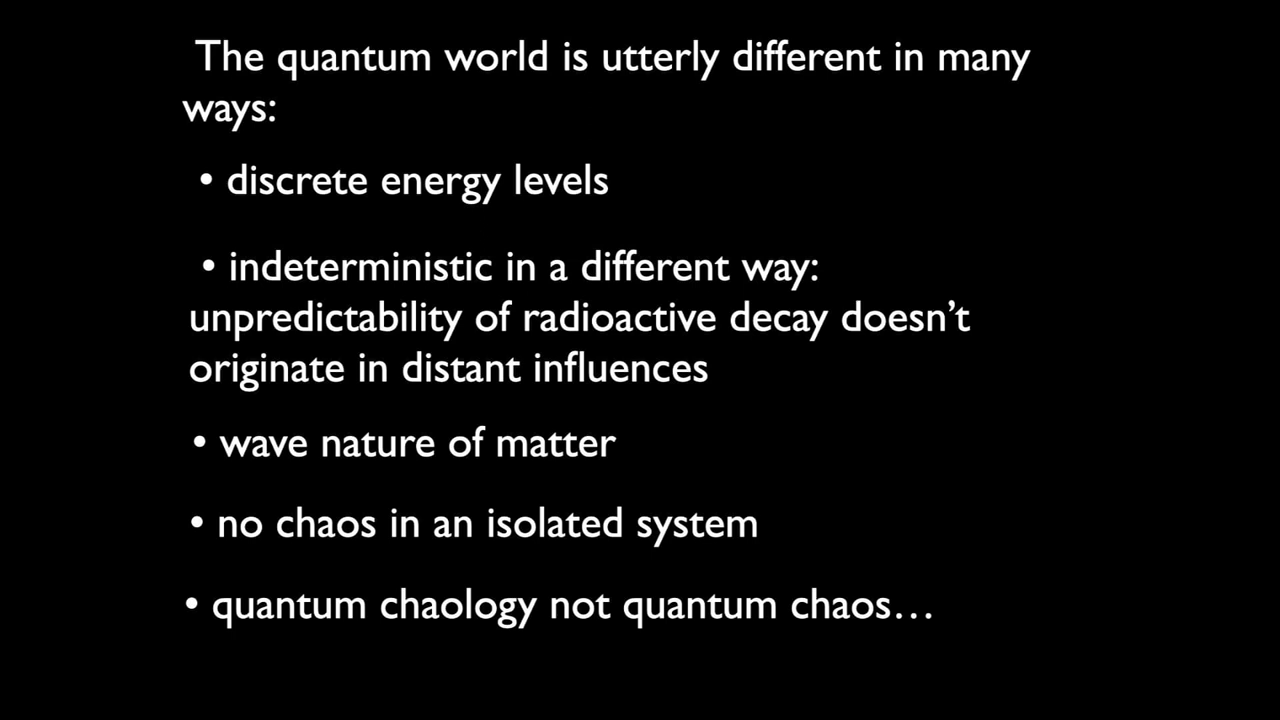 The quantum world is utterly different in many
ways:
• discrete energy levels
• indeterministic in a different way:
unpredictability of radioactive decay doesn’t
originate in distant influences
• wave nature of matter
• no chaos in an isolated system
• quantum chaology not quantum chaos…